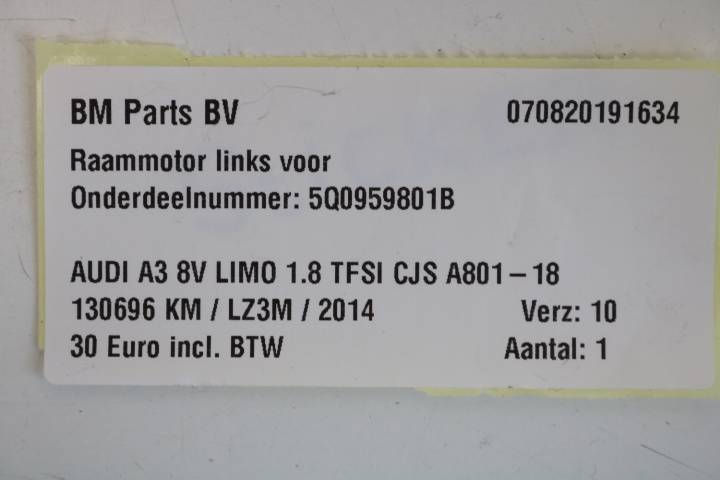 BM Parts BV 070820191634
Raammotor links voor
Onderdeelnummer: 5Q0959801B
AUDI A3 8V LIMO 1.8 TFSI CJS A801-18
130696 KM / LZ3M / 2014 Verz: 10
30 Euro incl. BTW Aantal: 1